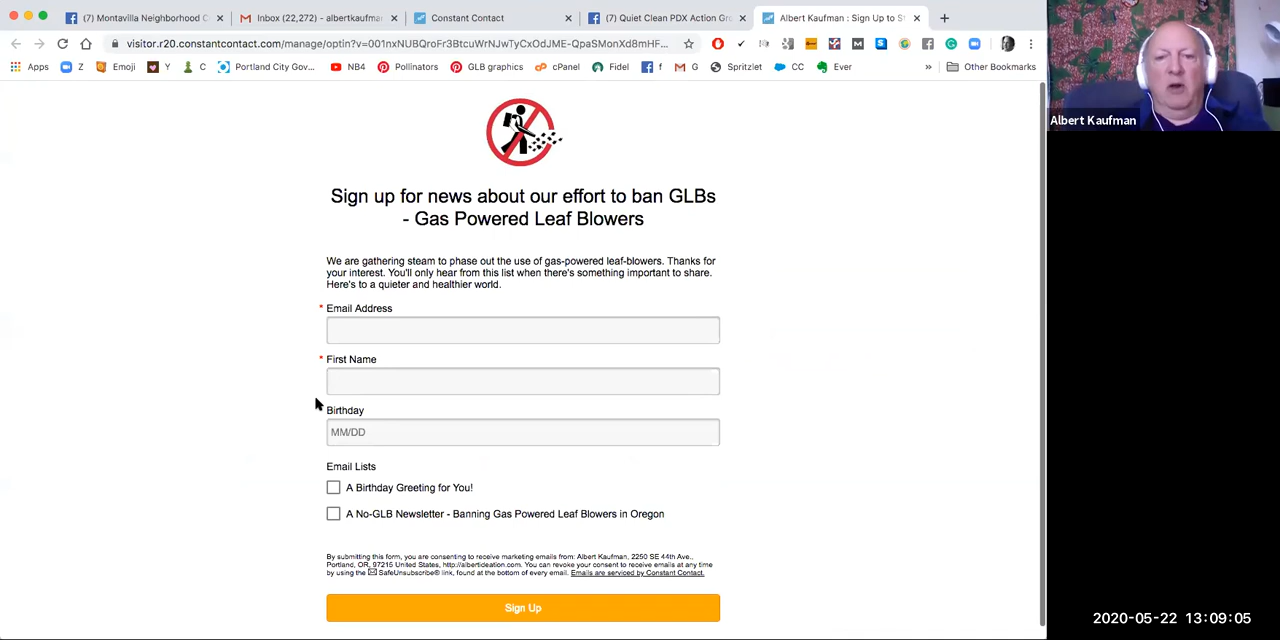 (7) Montavilla Neighborhood C
Inbox (22,272) - albertkaufma
Constant Contact
(7) Quiet Clean PDX Action Gr
Albert Kaufman : Sign Up to S
visitor.r20.constantcontact.com/manage/optin?v=001nxNUBQroFr3BtcuWrNJwTyCxOdJME-QpaSMonXd8mHF...
Apps
Z
Emoji
Y
C
Portland City Gov...
NB4
Pollinators
GLB graphics
cPanel
Fidel
f
G
Spritzlet
CC
Ever
»
Other Bookmarks
Albert Kaufman
Sign up for news about our effort to ban GLBs
- Gas Powered Leaf Blowers
We are gathering steam to phase out the use of gas-powered leaf-blowers. Thanks for
your interest. You'll only hear from this list when there's something important to share.
Here's to a quieter and healthier world.
* Email Address
* First Name
Birthday
MM/DD
Email Lists
A Birthday Greeting for You!
A No-GLB Newsletter - Banning Gas Powered Leaf Blowers in Oregon
By submitting this form, you are consenting to receive marketing emails from: Albert Kaufman, 2250 SE 44th Ave.,
Portland, OR, 97215 United States, http://albertideation.com. You can revoke your consent to receive emails at any time
by using the SafeUnsubscribe® link, found at the bottom of every email. Emails are serviced by Constant Contact.
Sign Up
2020-05-22 13:09:05